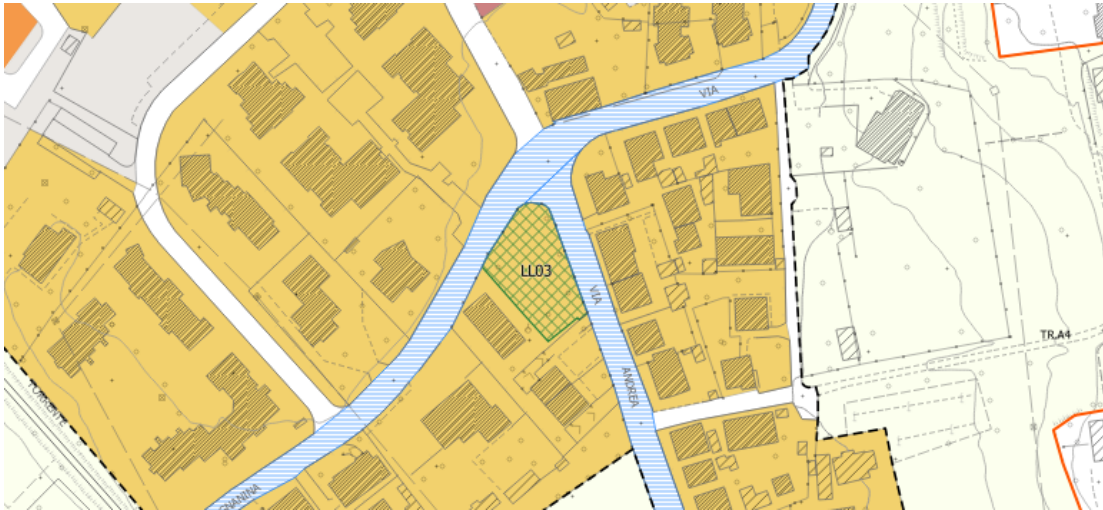 VIA
LL03
VIA
TR.A4
ANDREA
TORRENTE
GNANINA